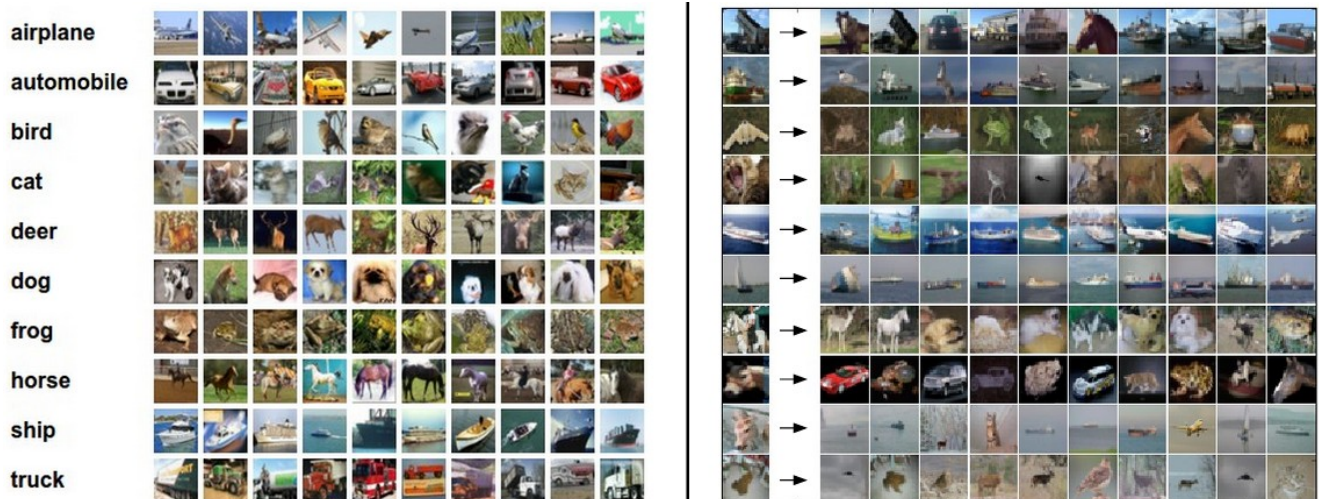 airplane
automobile
bird
cat
deer
dog
frog
horse
ship
truck